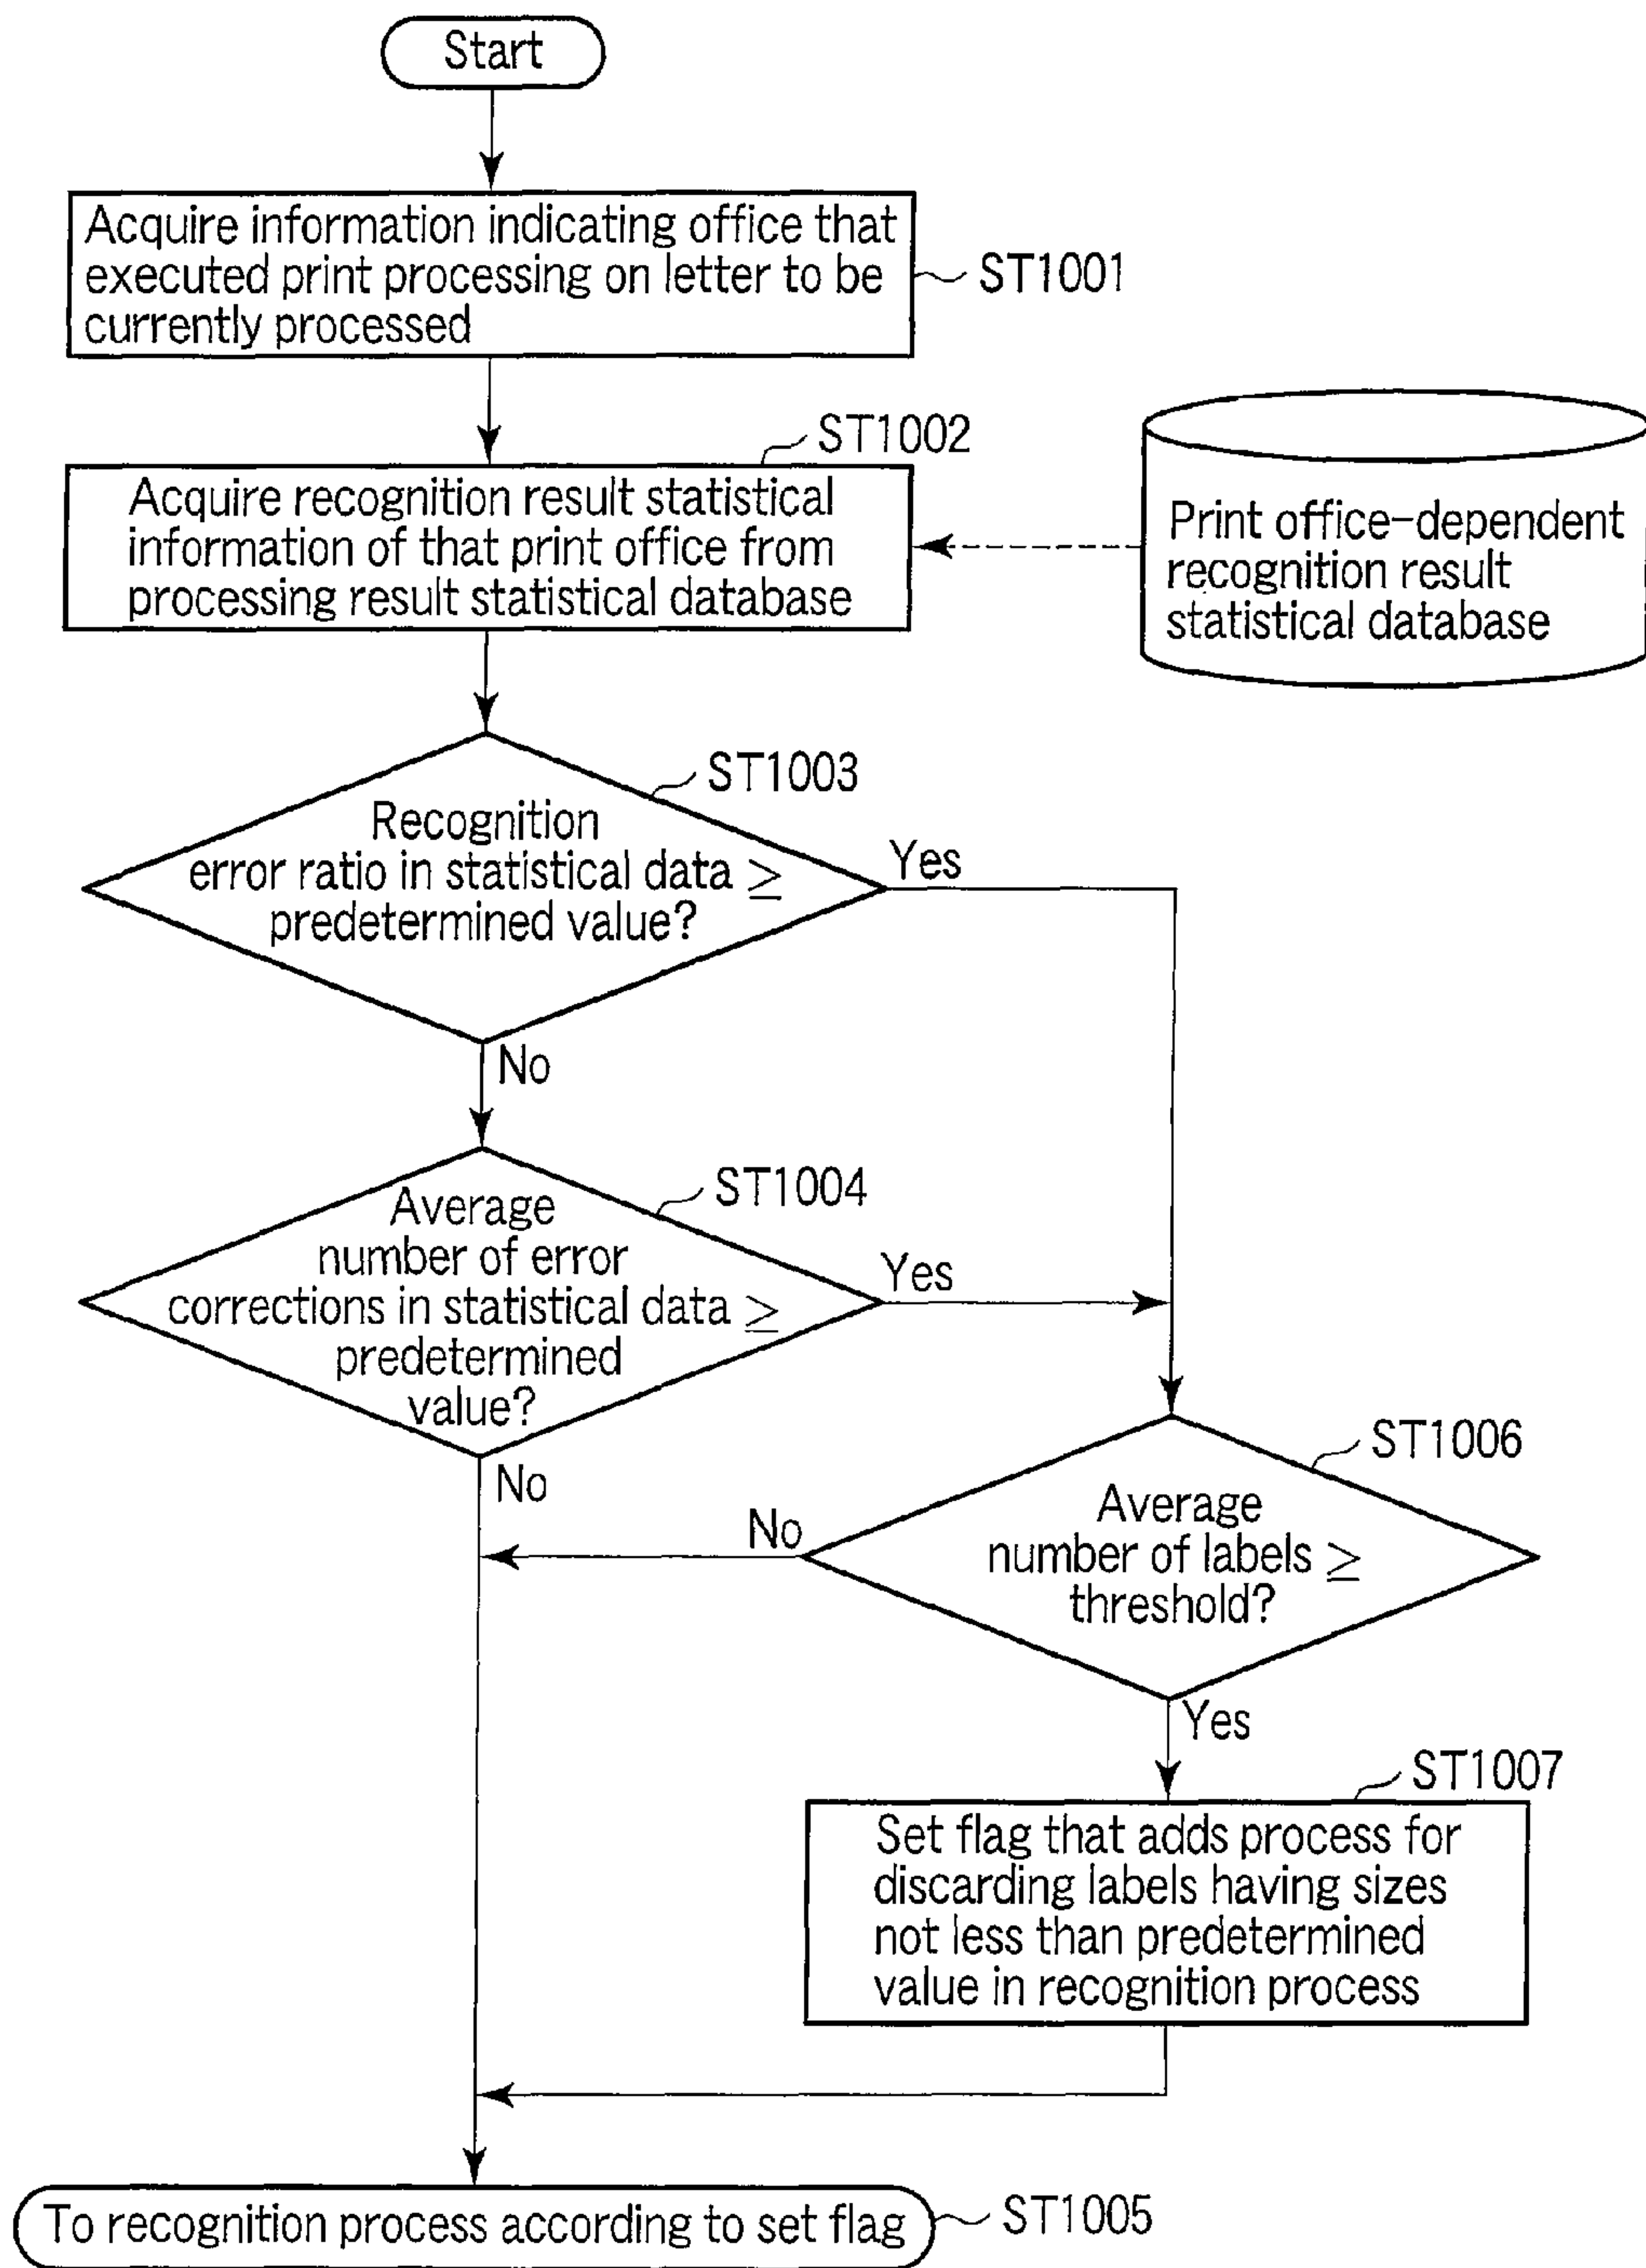 Start
Acquire information indicating office that
executed print processing on letter to be
currently processed
ST1001
ST1002
Acquire recognition result statistical
information of that print office from
processing result statistical database
Print office-dependent
recognition result
statistical database
ST1003
Recognition
error ratio in statistical data ≥
predetermined value?
Yes
No
ST1004
Average
number of error
corrections in statistical data ≥
predetermined
value?
Yes
No
ST1006
Average
number of labels ≥
threshold?
No
Yes
ST1007
Set flag that adds process for
discarding labels having sizes
not less than predetermined
value in recognition process
To recognition process according to set flag
ST1005